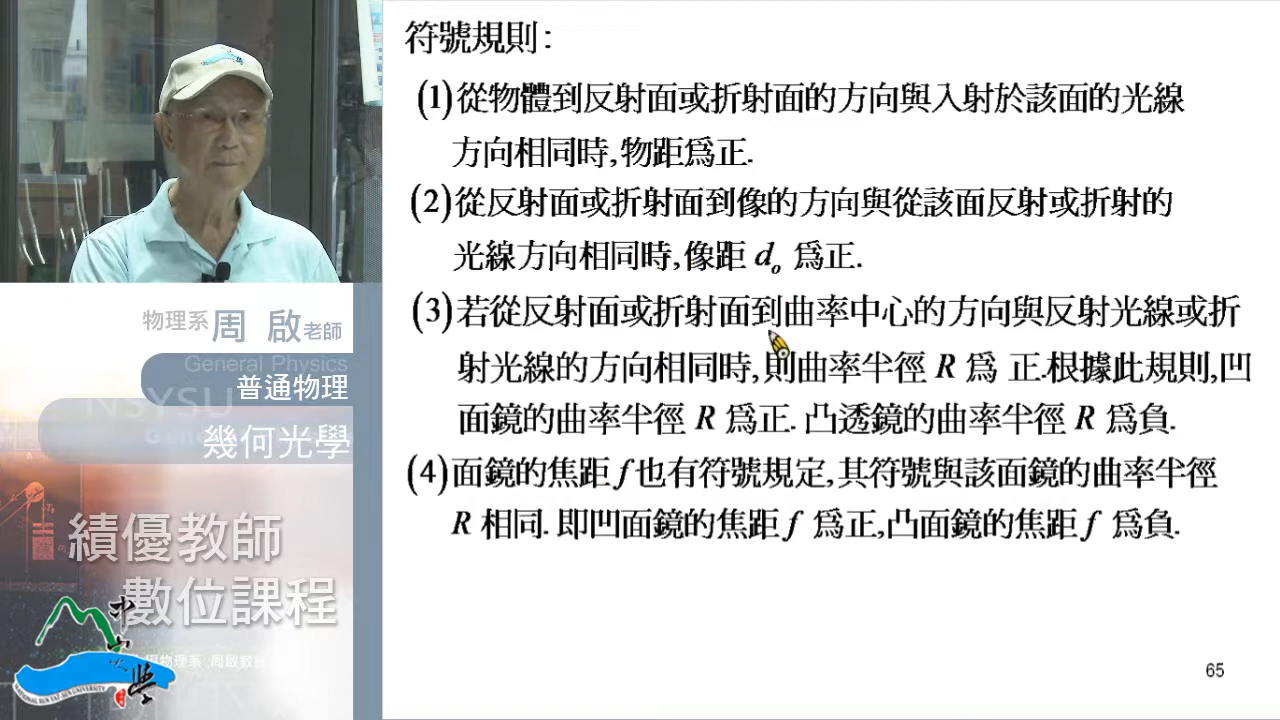 符號規則:
(1)從物體到反射面或折射面的方向與入射於該面的光線
方向相同時,物距爲正.
(2)從反射面或折射面到像的方向與從該面反射或折射的
光線方向相同時,像距 do 爲正.
(3)若從反射面或折射面到曲率中心的方向與反射光線或折
射光線的方向相同時,則曲率半徑 R 爲 正.根據此規則,凹
面鏡的曲率半徑 R 爲正. 凸透鏡的曲率半徑 R 爲負.
(4)面鏡的焦距 f 也有符號規定,其符號與該面鏡的曲率半徑
R 相同. 即凹面鏡的焦距 f 爲正,凸面鏡的焦距 f 爲負.
65
物理系 周 啟 老師
General Physics
普通物理
NSYSU
幾何光學
績優教師
數位課程
NATIONAL SUN YAT-SEN UNIVERSITY